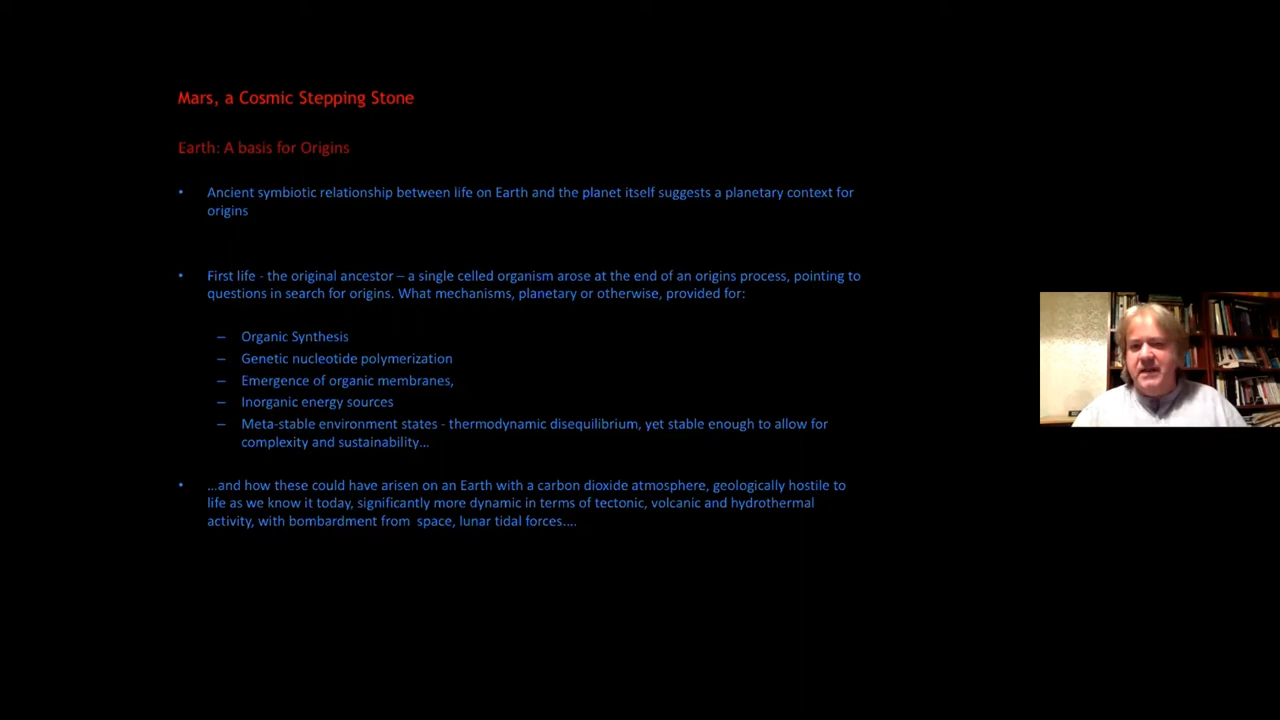 Mars, a Cosmic Stepping Stone
Earth: A basis for Origins
• Ancient symbiotic relationship between life on Earth and the planet itself suggests a planetary context for
origins
• First life - the original ancestor – a single celled organism arose at the end of an origins process, pointing to
questions in search for origins. What mechanisms, planetary or otherwise, provided for:
– Organic Synthesis
– Genetic nucleotide polymerization
– Emergence of organic membranes,
– Inorganic energy sources
– Meta-stable environment states - thermodynamic disequilibrium, yet stable enough to allow for
complexity and sustainability…
• …and how these could have arisen on an Earth with a carbon dioxide atmosphere, geologically hostile to
life as we know it today, significantly more dynamic in terms of tectonic, volcanic and hydrothermal
activity, with bombardment from space, lunar tidal forces….